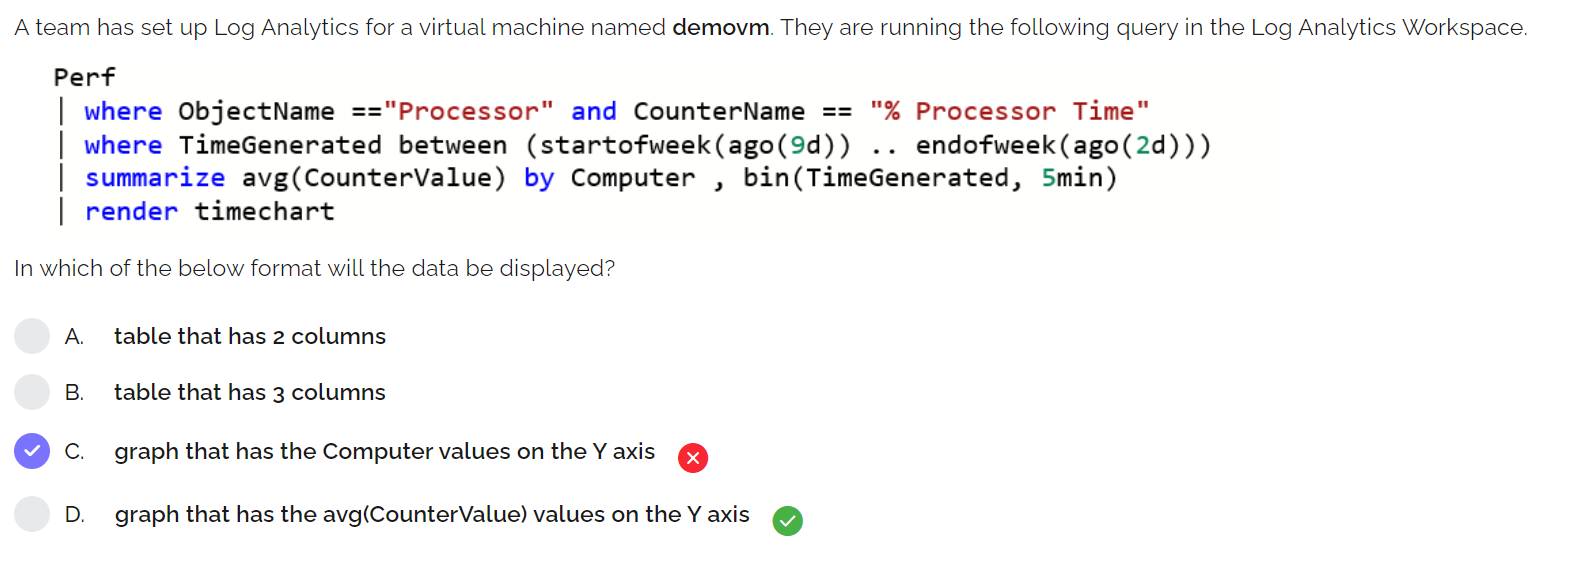 A team has set up Log Analytics for a virtual machine named demovm. They are running the following query in the Log Analytics Workspace.
Perf
| where ObjectName =="Processor" and CounterName == "% Processor Time"
| where TimeGenerated between (startofweek(ago(9d)) .. endofweek(ago(2d)))
| summarize avg(CounterValue) by Computer , bin(TimeGenerated, 5min)
| render timechart
In which of the below format will the data be displayed?
A. table that has 2 columns
B. table that has 3 columns
C. graph that has the Computer values on the Y axis
D. graph that has the avg(CounterValue) values on the Y axis